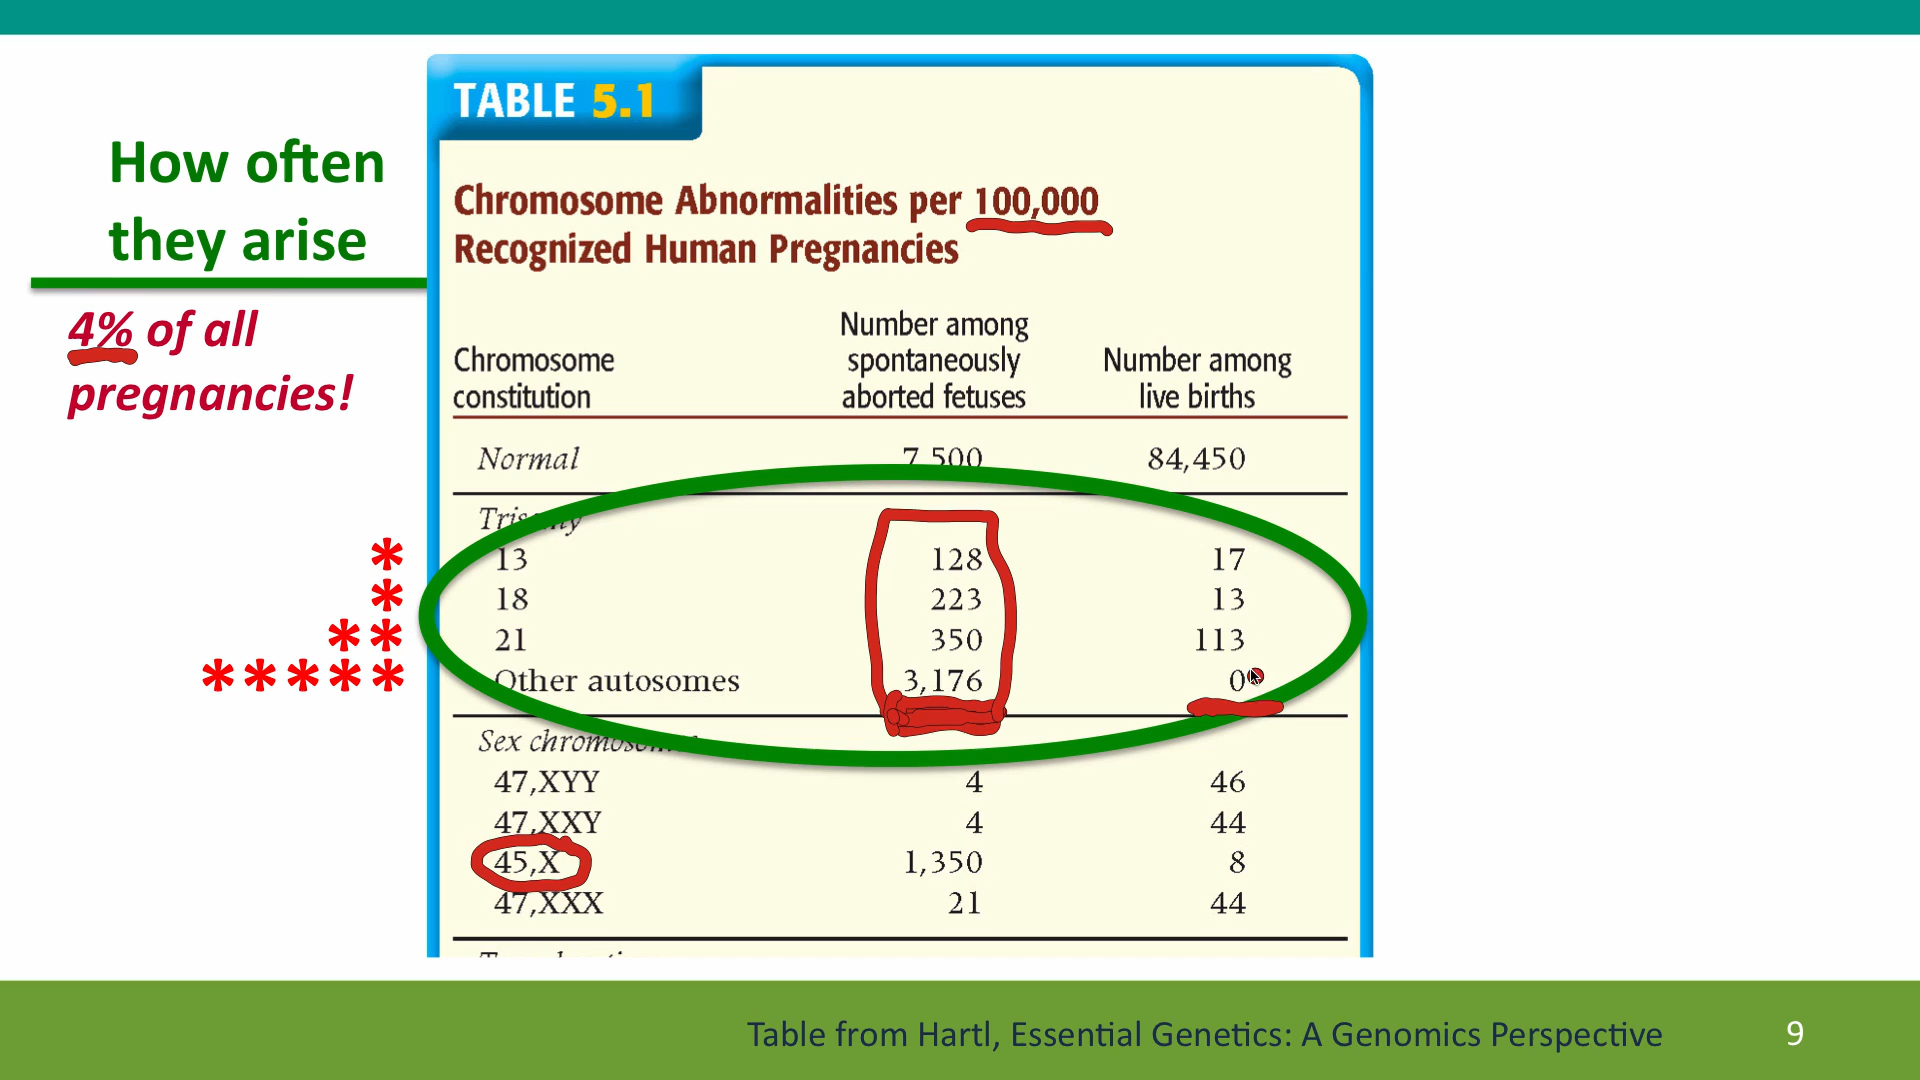 How often
they arise
4% of all
pregnancies!
*
*
**
*****
TABLE 5.1
Chromosome Abnormalities per 100,000
Recognized Human Pregnancies
Chromosome constitution Number among spontaneously aborted fetuses Number among live births
Normal 7,500 84,450
Trisomy
13 128 17
18 223 13
21 350 113
Other autosomes 3,176 0
Sex chromosomes
47,XYY 4 46
47,XXY 4 44
45,X 1,350 8
47,XXX 21 44
Table from Hartl, Essential Genetics: A Genomics Perspective 9